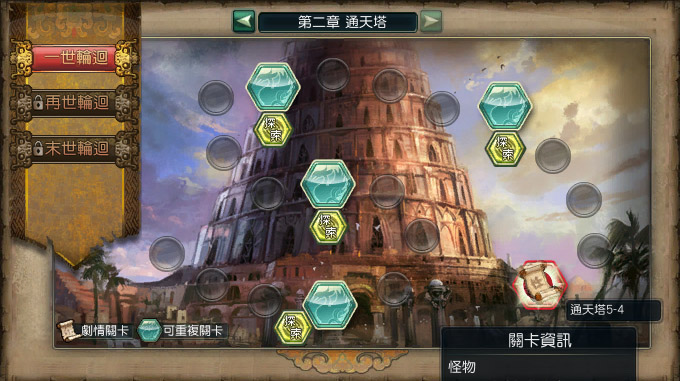 第二章 通天塔
一世輪迴
再世輪迴
末世輪迴
探索
探索
探索
探索
通天塔5-4
劇情關卡
可重複關卡
關卡資訊
怪物